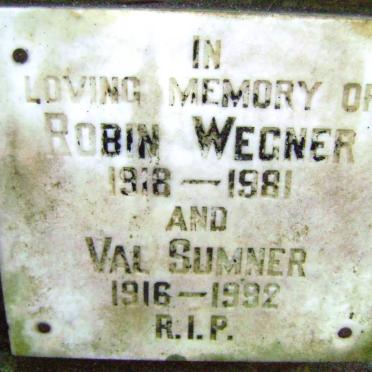 IN
LOVING MEMORY OF
ROBIN WEGNER
1918 — 1981
AND
VAL SUMNER
1916 — 1992
R.I.P.